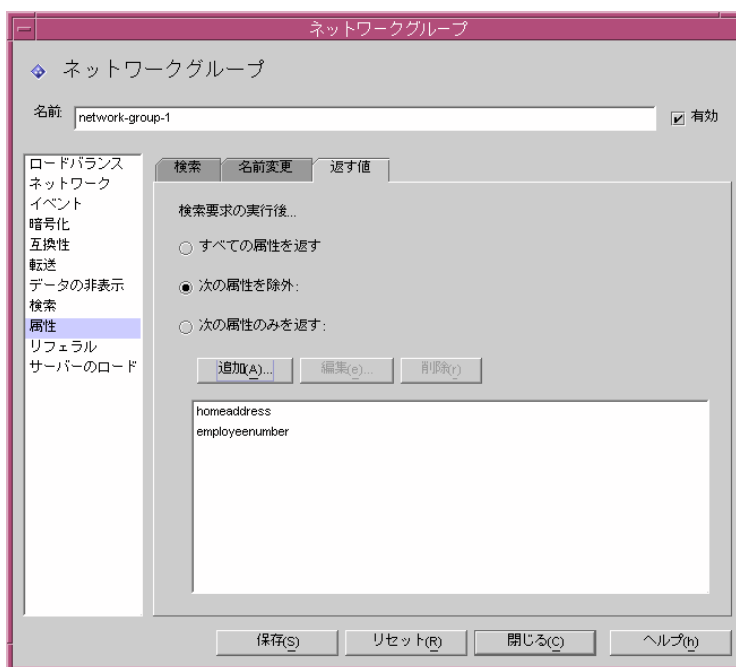 ネットワークグループ
ネットワークグループ
名前: network-group-1 有効
ロードバランス
ネットワーク
イベント
暗号化
互換性
転送
データの非表示
検索
属性
リフェラル
サーバーのロード
検索 名前変更 返す値
検索要求の実行後...
すべての属性を返す
次の属性を除外:
次の属性のみを返す:
追加(A)... 編集(e)... 削除(r)
homeaddress
employeenumber
保存(S) リセット(R) 閉じる(C) ヘルプ(h)